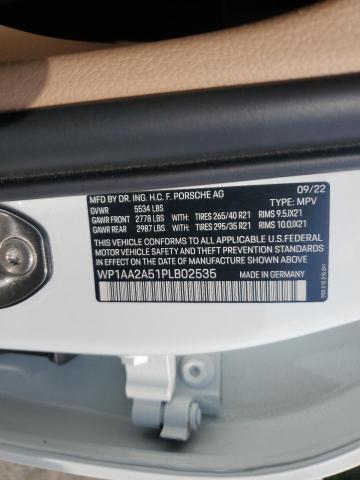 MFD. BY DR. ING. H.C. F. PORSCHE AG 09/22
GVWR 5534 LBS TYPE: MPV
GAWR FRONT 2778 LBS WITH: TIRES 265/40 R21 RIMS 9.5JX21
GAWR REAR 2987 LBS WITH: TIRES 295/35 R21 RIMS 10.0JX21
THIS VEHICLE CONFORMS TO ALL APPLICABLE U.S.FEDERAL
MOTOR VEHICLE SAFETY AND THEFT PREVENTION STANDARDS
IN EFFECT ON THE DATE OF MANUFACTURE SHOWN ABOVE
WP1AA2A51PLB02535 MADE IN GERMANY